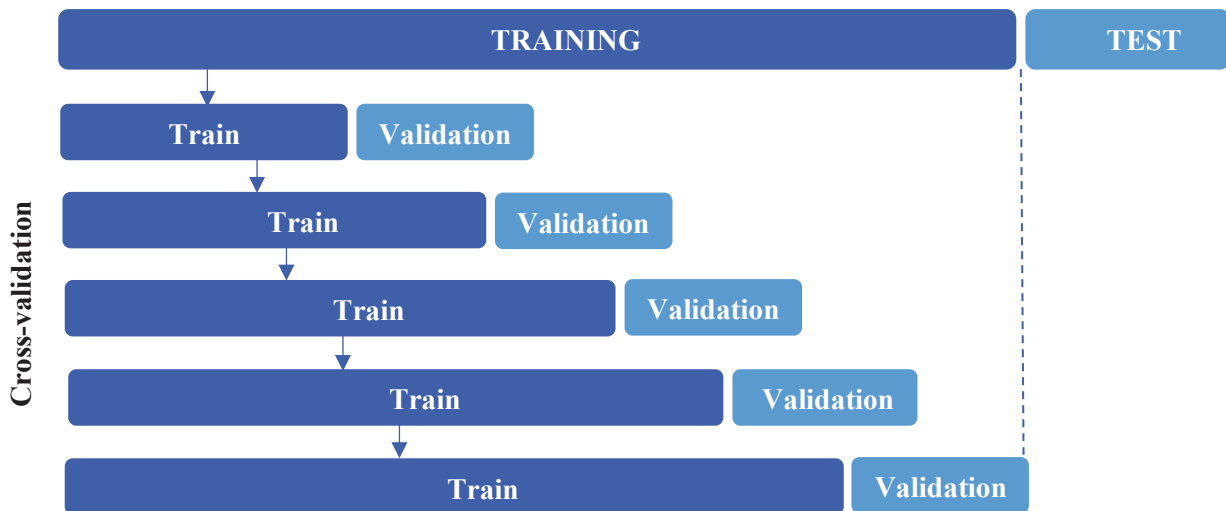 TRAINING
TEST
Cross-validation
Train
Validation
Train
Validation
Train
Validation
Train
Validation
Train
Validation